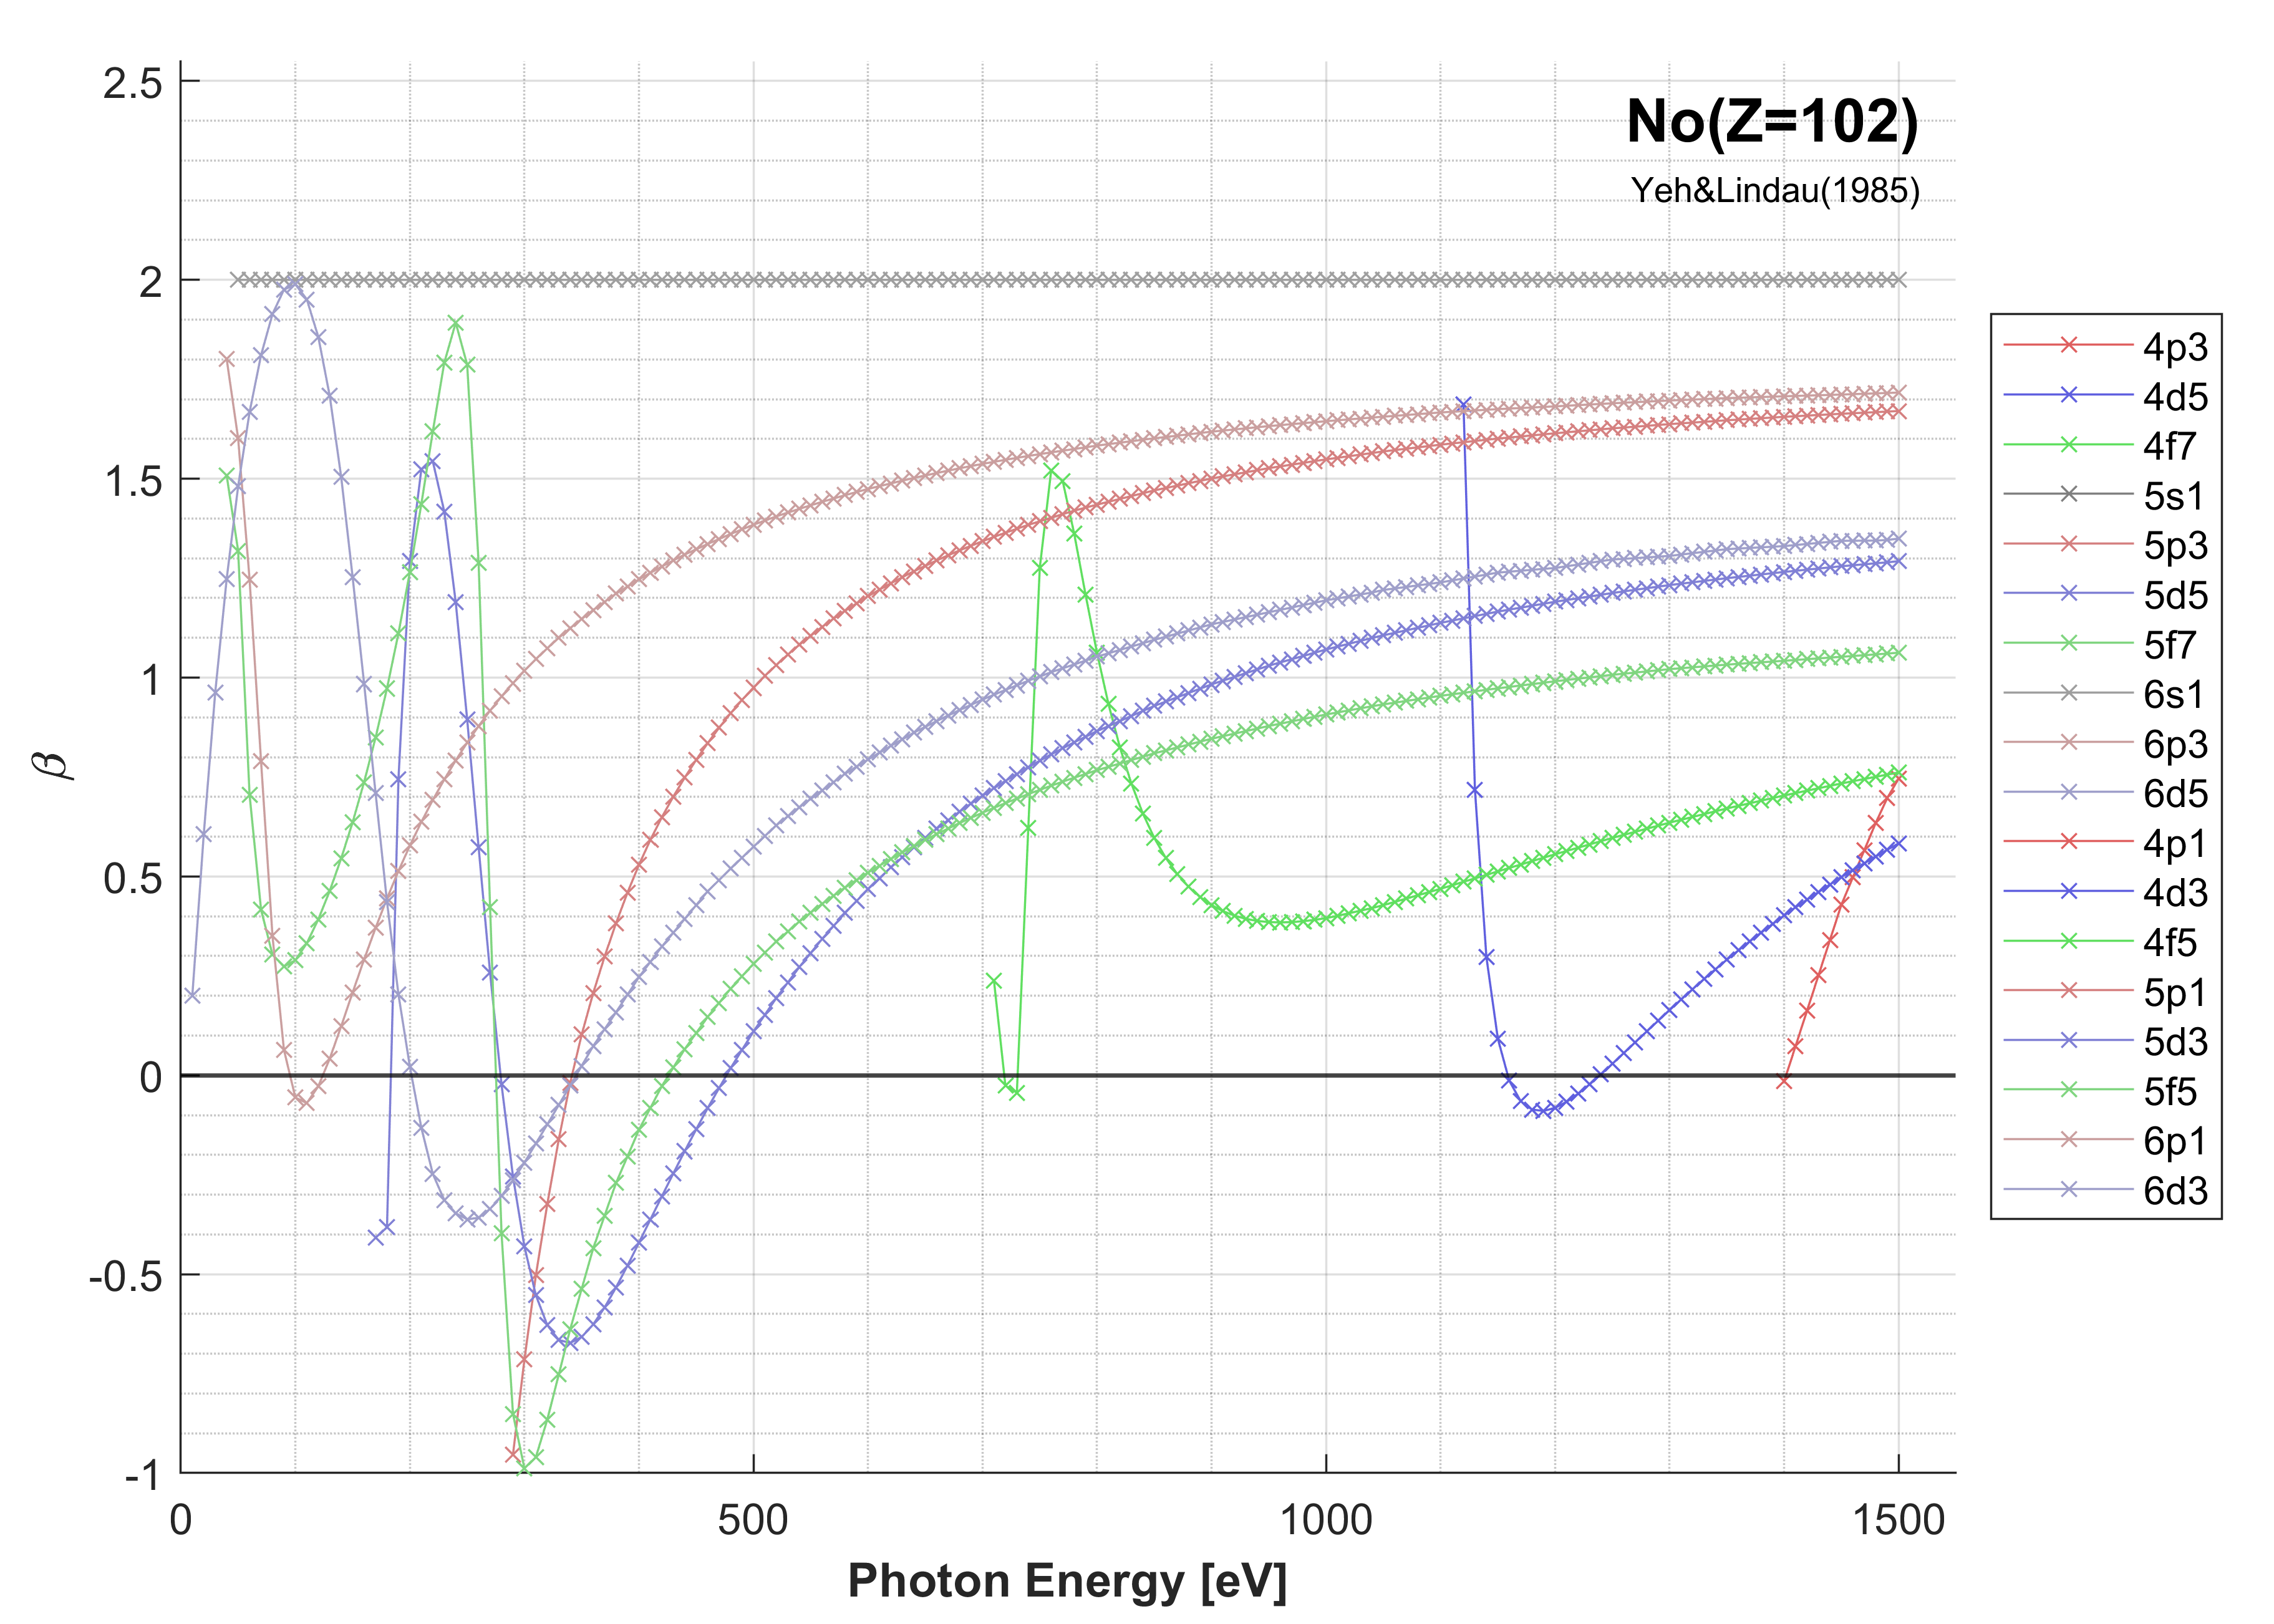 2.5
2
1.5
1
0.5
0
-0.5
-1
0
500
1000
1500
β
Photon Energy [eV]
No(Z=102)
Yeh&Lindau(1985)
4p3
4d5
4f7
5s1
5p3
5d5
5f7
6s1
6p3
6d5
4p1
4d3
4f5
5p1
5d3
5f5
6p1
6d3